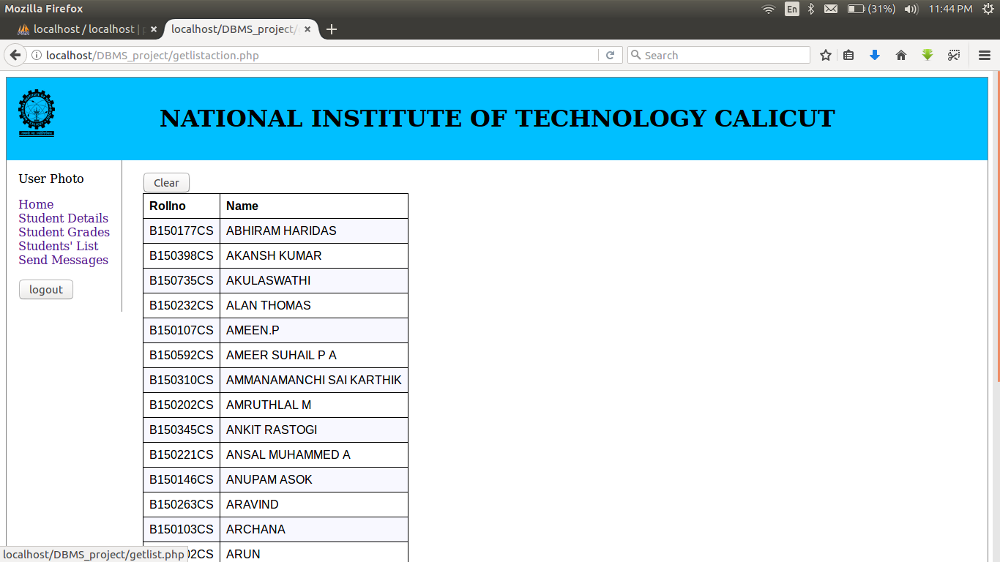 Mozilla Firefox En (31%) 11:44 PM
localhost / localhost | localhost/DBMS_project/
localhost/DBMS_project/getlistaction.php Search
NATIONAL INSTITUTE OF TECHNOLOGY CALICUT
User Photo
Home
Student Details
Student Grades
Students' List
Send Messages
logout
Clear
Rollno Name
B150177CS ABHIRAM HARIDAS
B150398CS AKANSH KUMAR
B150735CS AKULASWATHI
B150232CS ALAN THOMAS
B150107CS AMEEN.P
B150592CS AMEER SUHAIL P A
B150310CS AMMANAMANCHI SAI KARTHIK
B150202CS AMRUTHLAL M
B150345CS ANKIT RASTOGI
B150221CS ANSAL MUHAMMED A
B150146CS ANUPAM ASOK
B150263CS ARAVIND
B150103CS ARCHANA
02CS ARUN
localhost/DBMS_project/getlist.php